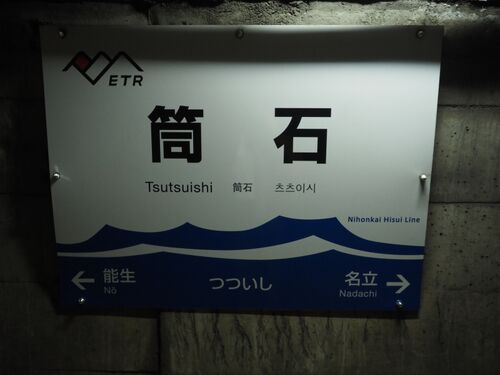 ETR
筒石
Tsutsuishi 筒石 츠츠이시
Nihonkai Hisui Line
← 能生 つついし 名立 →
Nō Nadachi